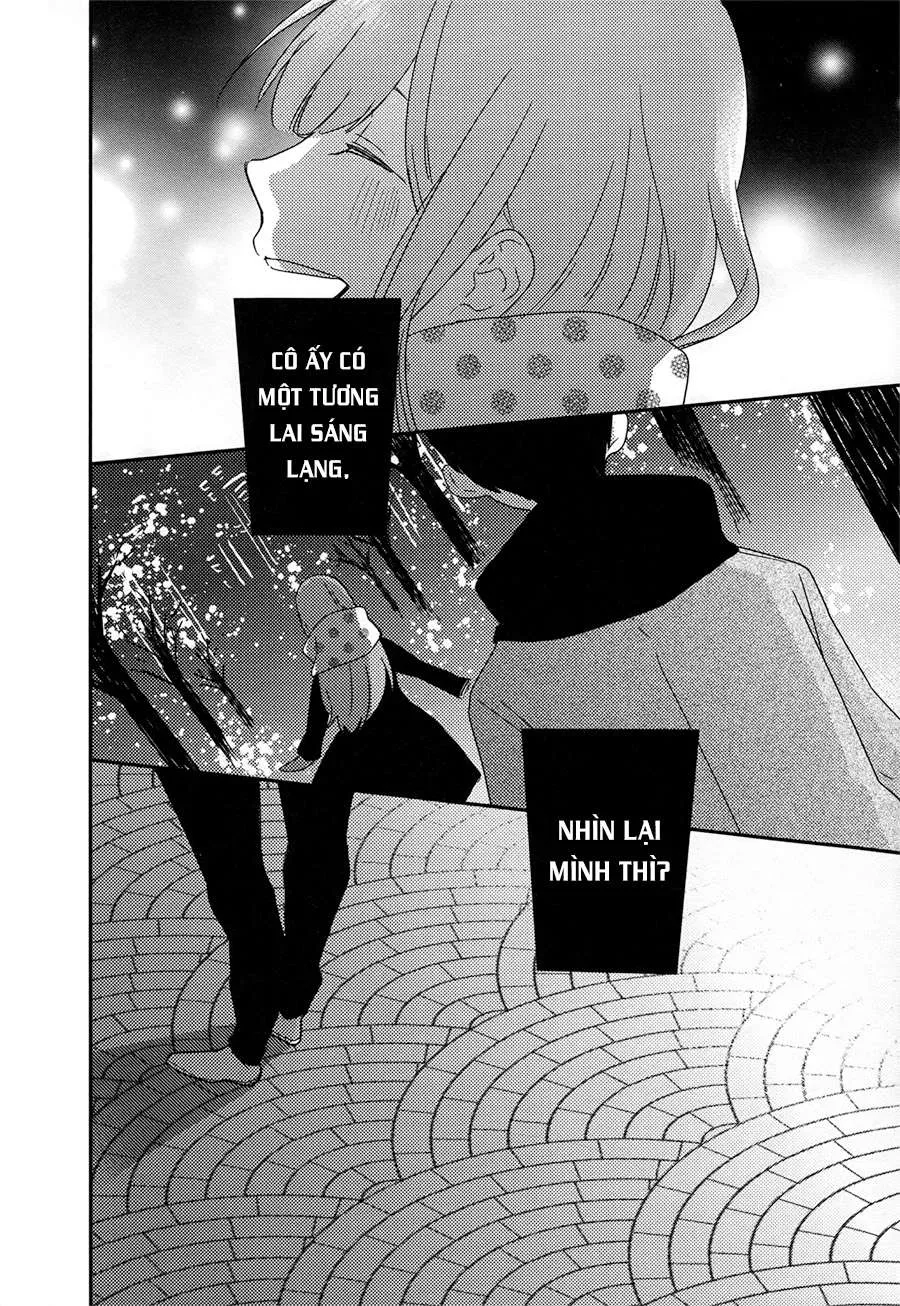 CÔ ẤY CÓ
MỘT TƯƠNG
LAI SÁNG
LẠNG.
NHÌN LẠI
MÌNH THÌ?